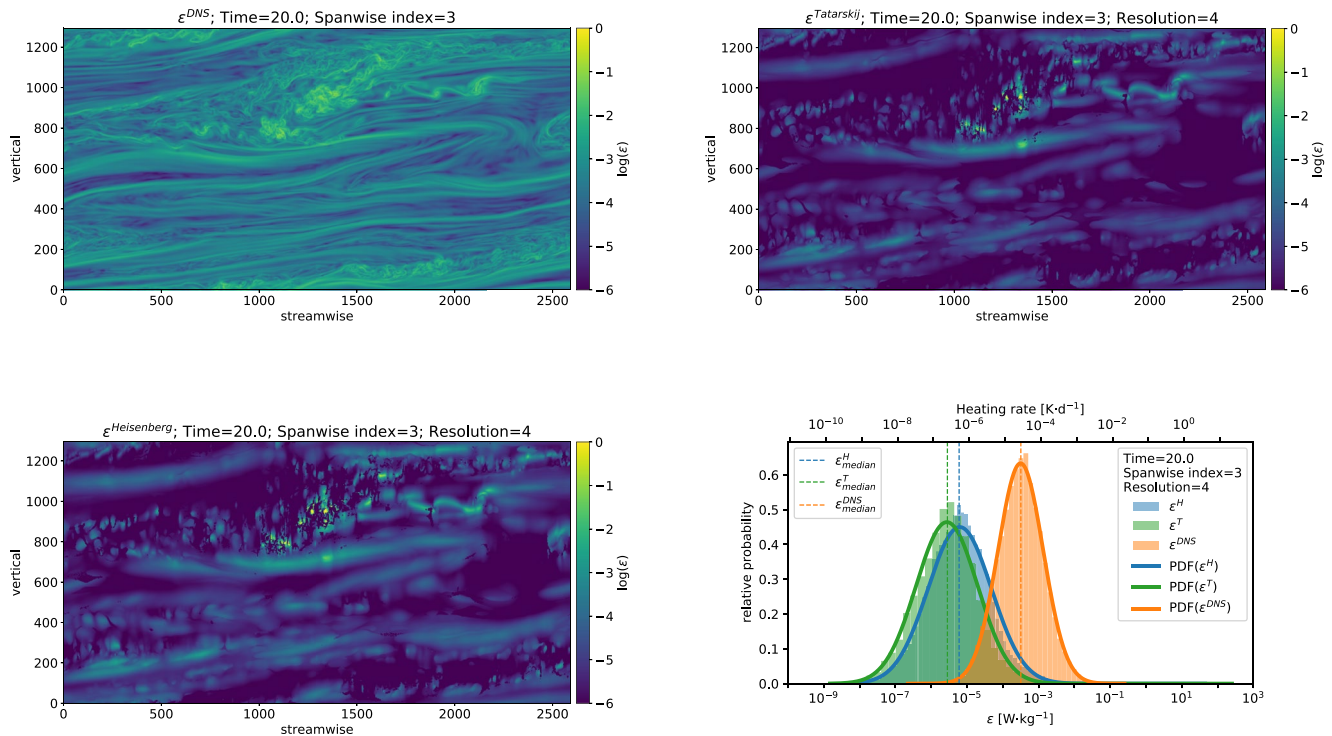 ε^DNS; Time=20.0; Spanwise index=3
vertical
1200
1000
800
600
400
200
0
0 500 1000 1500 2000 2500
streamwise
0
−1
−2
−3
−4
−5
−6
log(ε)
ε^Tatarskij; Time=20.0; Spanwise index=3; Resolution=4
vertical
1200
1000
800
600
400
200
0
0 500 1000 1500 2000 2500
streamwise
0
−1
−2
−3
−4
−5
−6
log(ε)
ε^Heisenberg; Time=20.0; Spanwise index=3; Resolution=4
vertical
1200
1000
800
600
400
200
0
0 500 1000 1500 2000 2500
streamwise
0
−1
−2
−3
−4
−5
−6
log(ε)
Heating rate [K·d⁻¹]
10⁻¹⁰ 10⁻⁸ 10⁻⁶ 10⁻⁴ 10⁻² 10⁰
relative probability
0.6
0.5
0.4
0.3
0.2
0.1
0.0
ε^H_median
ε^T_median
ε^DNS_median
Time=20.0
Spanwise index=3
Resolution=4
ε^H
ε^T
ε^DNS
PDF(ε^H)
PDF(ε^T)
PDF(ε^DNS)
10⁻⁹ 10⁻⁷ 10⁻⁵ 10⁻³ 10⁻¹ 10¹ 10³
ε [W·kg⁻¹]